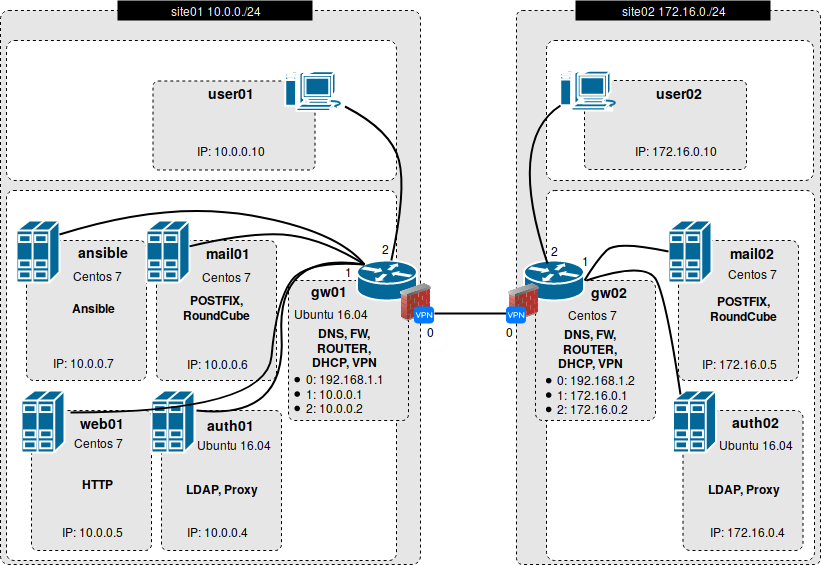 site01 10.0.0./24
user01
IP: 10.0.0.10
ansible
Centos 7
Ansible
IP: 10.0.0.7
mail01
Centos 7
POSTFIX,
RoundCube
IP: 10.0.0.6
web01
Centos 7
HTTP
IP: 10.0.0.5
auth01
Ubuntu 16.04
LDAP, Proxy
IP: 10.0.0.4
2
1
gw01
Ubuntu 16.04
DNS, FW,
ROUTER,
DHCP, VPN
● 0: 192.168.1.1
● 1: 10.0.0.1
● 2: 10.0.0.2
VPN
0
site02 172.16.0./24
user02
IP: 172.16.0.10
VPN
0
2
1
gw02
Centos 7
DNS, FW,
ROUTER,
DHCP, VPN
● 0: 192.168.1.2
● 1: 172.16.0.1
● 2: 172.16.0.2
mail02
Centos 7
POSTFIX,
RoundCube
IP: 172.16.0.5
auth02
Ubuntu 16.04
LDAP, Proxy
IP: 172.16.0.4